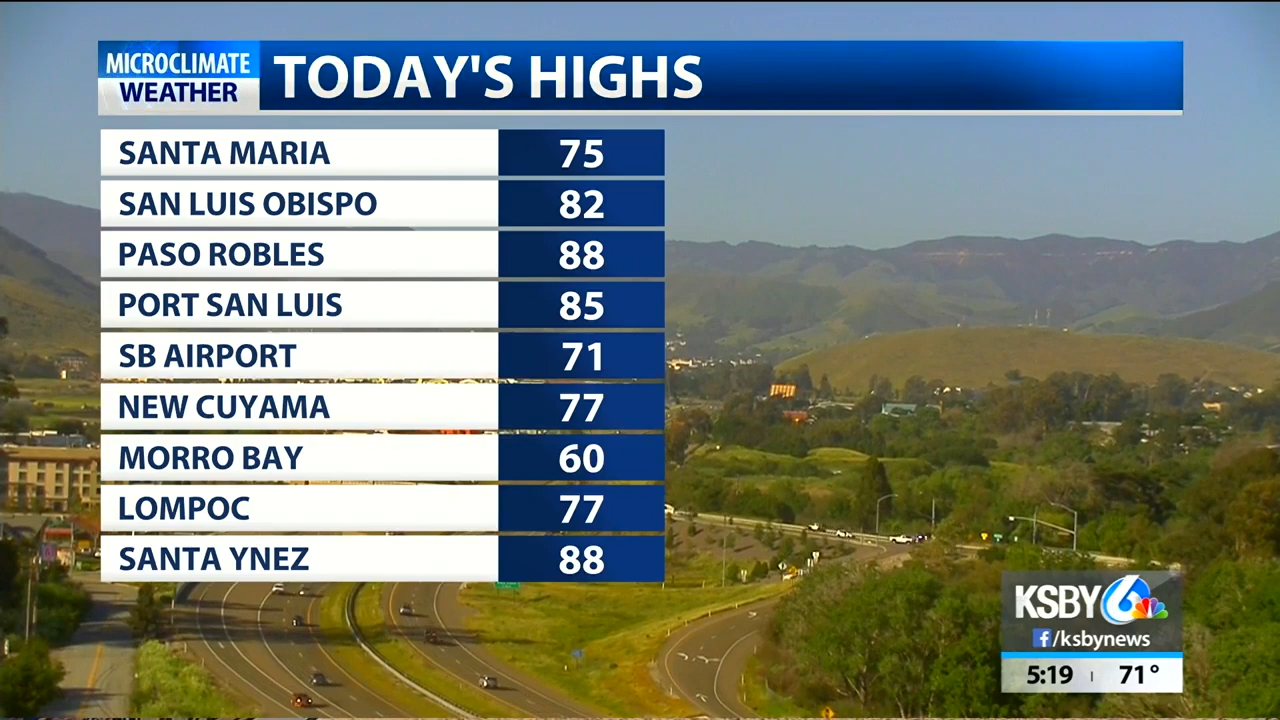 MICROCLIMATE
WEATHER
TODAY'S HIGHS
SANTA MARIA 75
SAN LUIS OBISPO 82
PASO ROBLES 88
PORT SAN LUIS 85
SB AIRPORT 71
NEW CUYAMA 77
MORRO BAY 60
LOMPOC 77
SANTA YNEZ 88
KSBY 6
f/ksbynews
5:19 71°